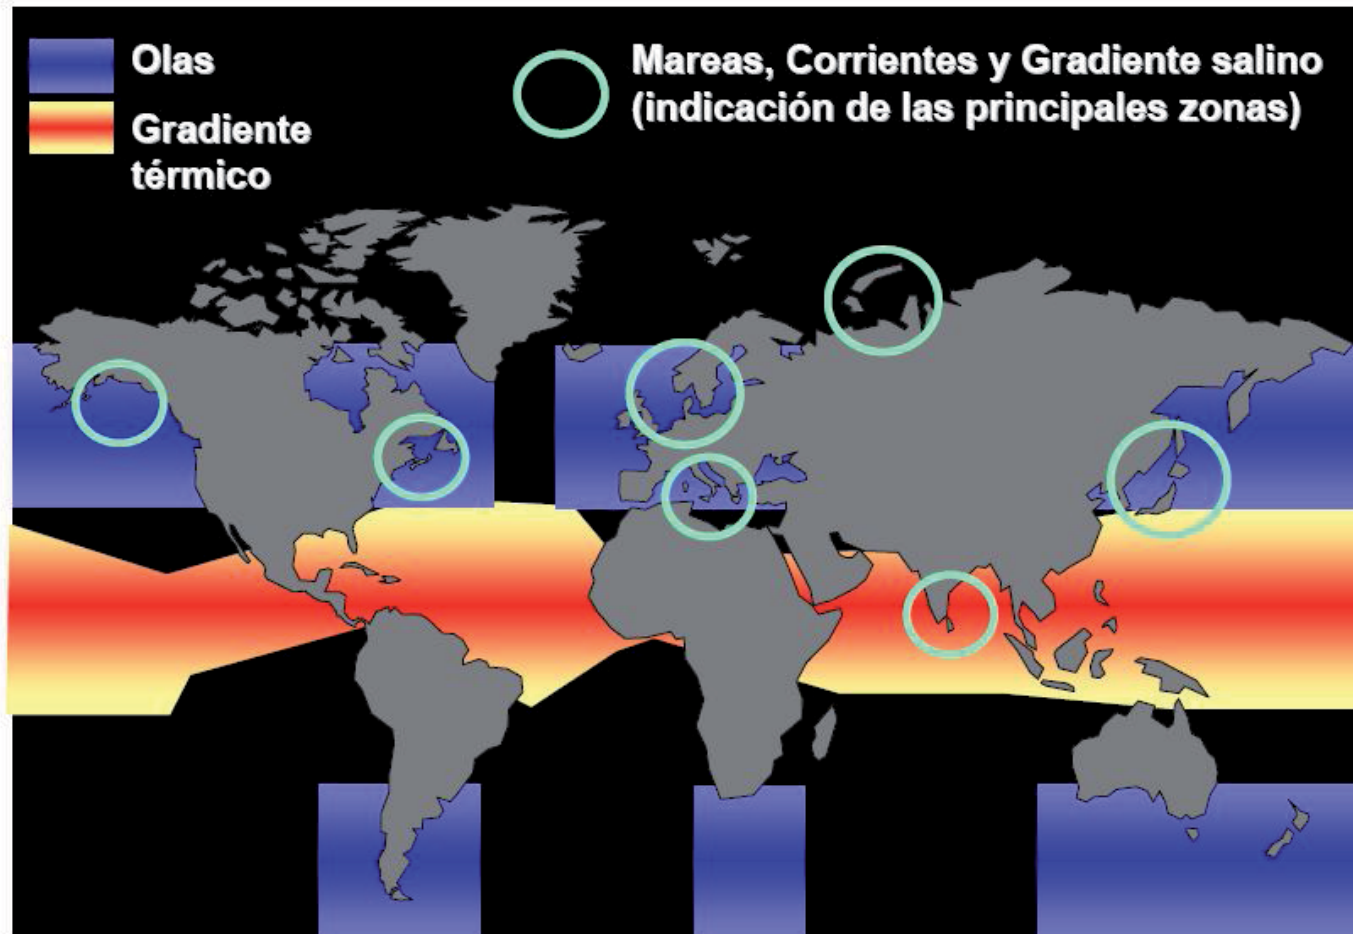 Olas
Gradiente
térmico
Mareas, Corrientes y Gradiente salino
(indicación de las principales zonas)